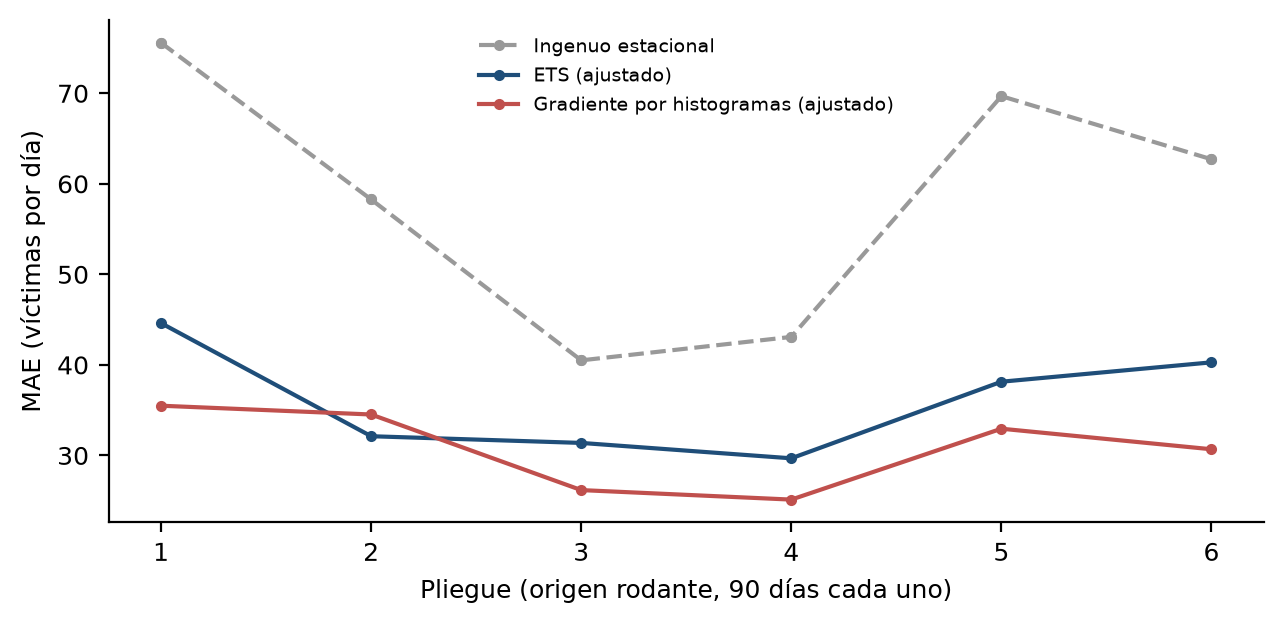 Ingenuo estacional
ETS (ajustado)
Gradiente por histogramas (ajustado)
MAE (víctimas por día)
70
60
50
40
30
1 2 3 4 5 6
Pliegue (origen rodante, 90 días cada uno)